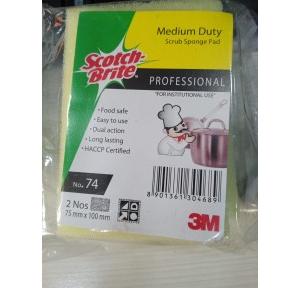 Medium Duty
Scrub Sponge Pad
Scotch-
Brite
PROFESSIONAL
"FOR INSTITUTIONAL USE"
• Food safe
• Easy to use
• Dual action
• Long lasting
• HACCP Certified
No. 74
2 Nos
75 mm x 100 mm
8 901361 304689
3M